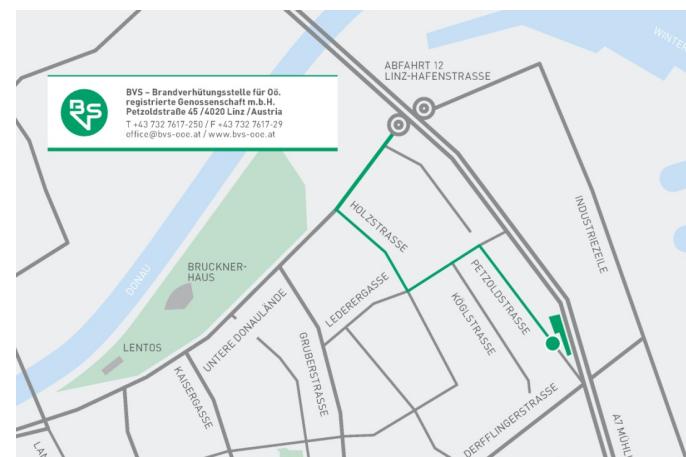 ABFAHRT 12
LINZ-HAFENSTRASSE
WINTER
BVS
BVS – Brandverhütungsstelle für Oö.
registrierte Genossenschaft m.b.H.
Petzoldstraße 45 /4020 Linz /Austria
T +43 732 7617-250 / F +43 732 7617-29
office@bvs-ooe.at / www.bvs-ooe.at
DONAU
BRUCKNER-
HAUS
LENTOS
UNTERE DONAULÄNDE
KAISERGASSE
GRUBERSTRASSE
LEDERERGASSE
HOLZSTRASSE
KÖGLSTRASSE
PETZOLDSTRASSE
INDUSTRIEZEILE
DERFFLINGERSTRASSE
A7 MÜHL
LAN